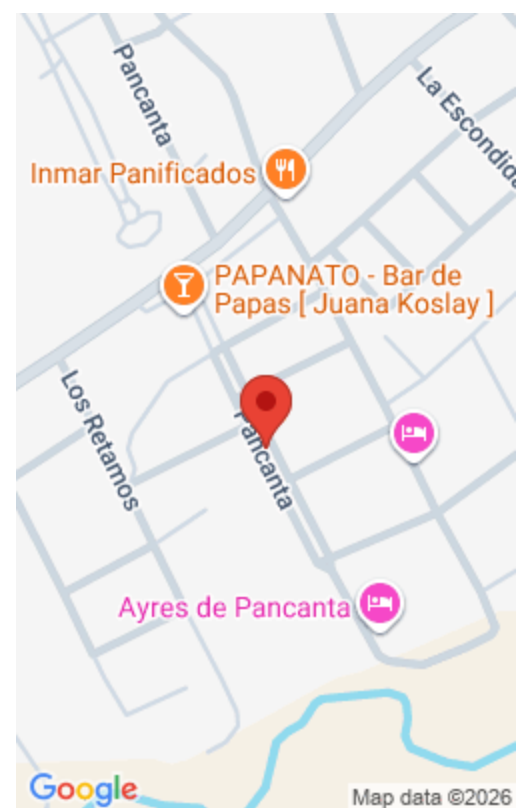 Pancanta
La Escondida
Inmar Panificados
PAPANATO - Bar de
Papas [ Juana Koslay ]
Los Retamos
Pancanta
Ayres de Pancanta
Google
Map data ©2026